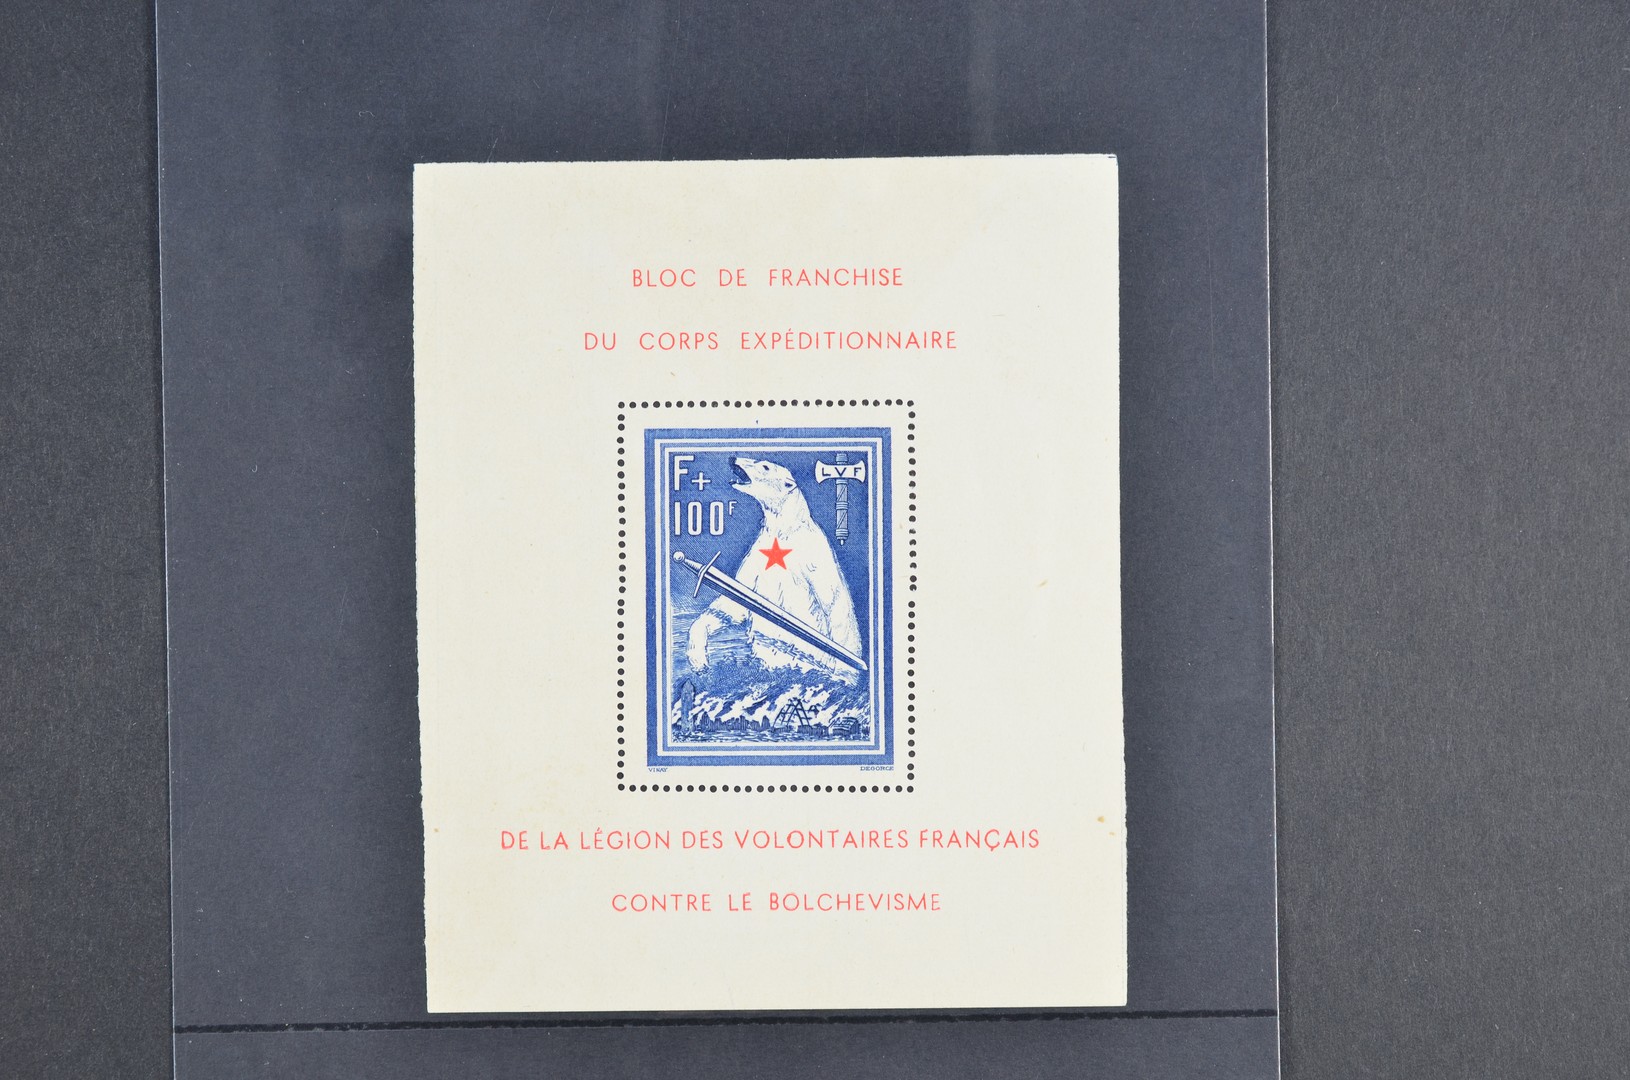 BLOC DE FRANCHISE
DU CORPS EXPÉDITIONNAIRE
F+
100F
LVF
VINAY.
DEGORCE
DE LA LÉGION DES VOLONTAIRES FRANÇAIS
CONTRE LE BOLCHEVISME